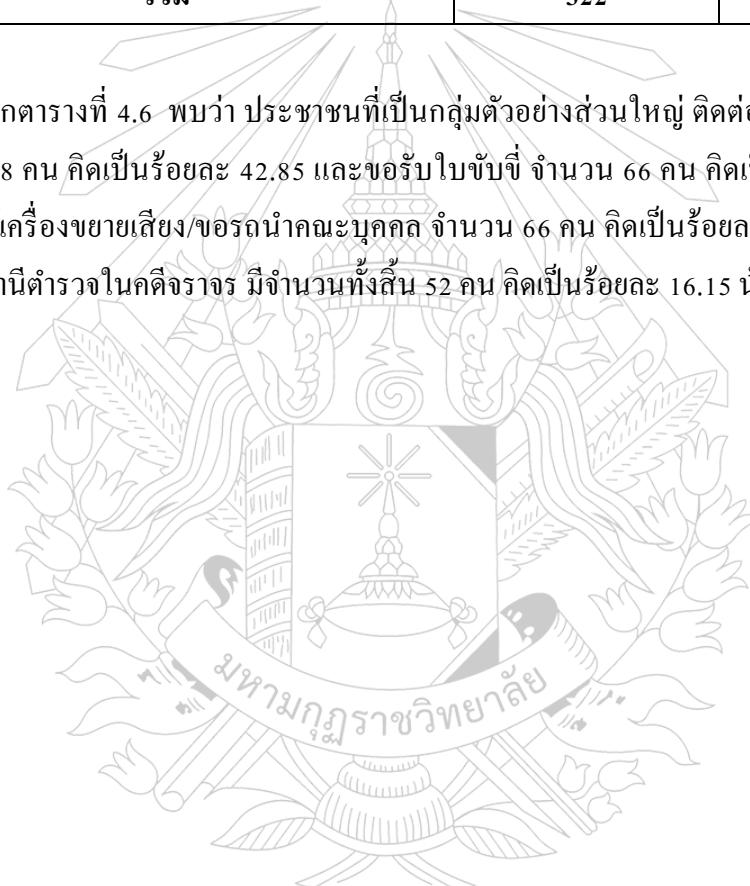 รวม 322
กตารางที่ 4.6 พบว่า ประชาชนที่เป็นกลุ่มตัวอย่างส่วนใหญ่ ติดต่อ
8 คน คิดเป็นร้อยละ 42.85 และขอรับใบขับขี่ จำนวน 66 คน คิดเป็
เครื่องขยายเสียง/ขอรถนำคณะบุคคล จำนวน 66 คน คิดเป็นร้อยละ
านีตำรวจในคดีจราจร มีจำนวนทั้งสิ้น 52 คน คิดเป็นร้อยละ 16.15 น้
มหามกุฏราชวิทยาลัย